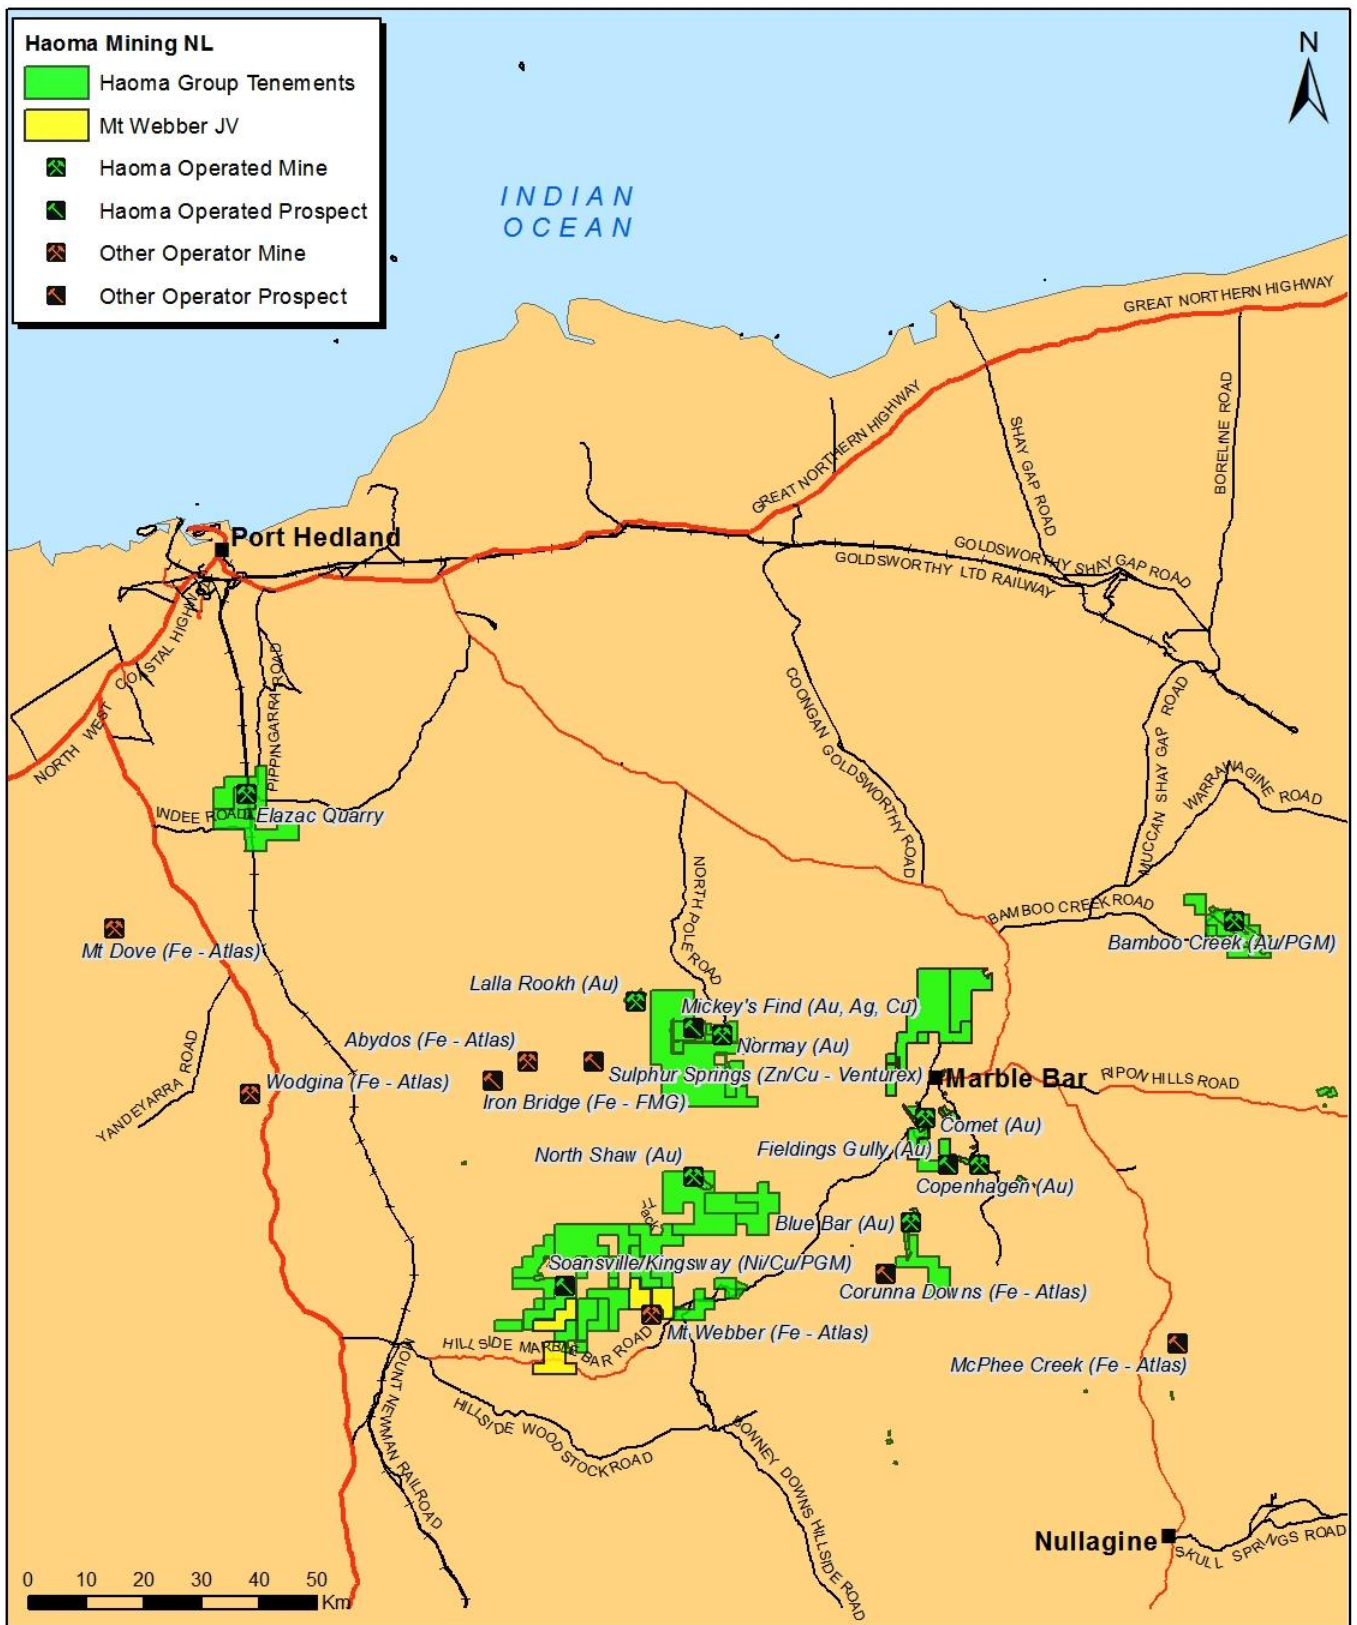 Haoma Mining NL
Haoma Group Tenements
Mt Webber JV
Haoma Operated Mine
Haoma Operated Prospect
Other Operator Mine
Other Operator Prospect
N
INDIAN
OCEAN
GREAT NORTHERN HIGHWAY
GREAT NORTHERN HIGHWAY
SHAY GAP ROAD
BORELINE ROAD
Port Hedland
GOLDSWORTHY SHAY GAP ROAD
GOLDSWORTHY LTD RAILWAY
NORTH WEST COASTAL HIGHWAY
PIPPINGARRA ROAD
COONGAN GOLDSWORTHY ROAD
MUCCAN SHAY GAP ROAD
WARRAWAGINE ROAD
INDEE ROAD
Elazac Quarry
NORTH POLE ROAD
BAMBOO CREEK ROAD
Bamboo Creek (Au/PGM)
Mt Dove (Fe - Atlas)
Lalla Rookh (Au)
Mickey's Find (Au, Ag, Cu)
Abydos (Fe - Atlas)
Normay (Au)
YANDEYARRA ROAD
Wodgina (Fe - Atlas)
Sulphur Springs (Zn/Cu - Venturex)
Marble Bar
RIPON HILLS ROAD
Iron Bridge (Fe - FMG)
Comet (Au)
Fieldings Gully (Au)
North Shaw (Au)
Copenhagen (Au)
Blue Bar (Au)
Soansville/Kingsway (Ni/Cu/PGM)
Corunna Downs (Fe - Atlas)
Mt Webber (Fe - Atlas)
HILLSIDE MARBLE BAR ROAD
McPhee Creek (Fe - Atlas)
MOUNT NEWMAN RAILROAD
HILLSIDE WOODSTOCK ROAD
BONNEY DOWNS HILLSIDE ROAD
Nullagine
SKULL SPRINGS ROAD
0 10 20 30 40 50
Km